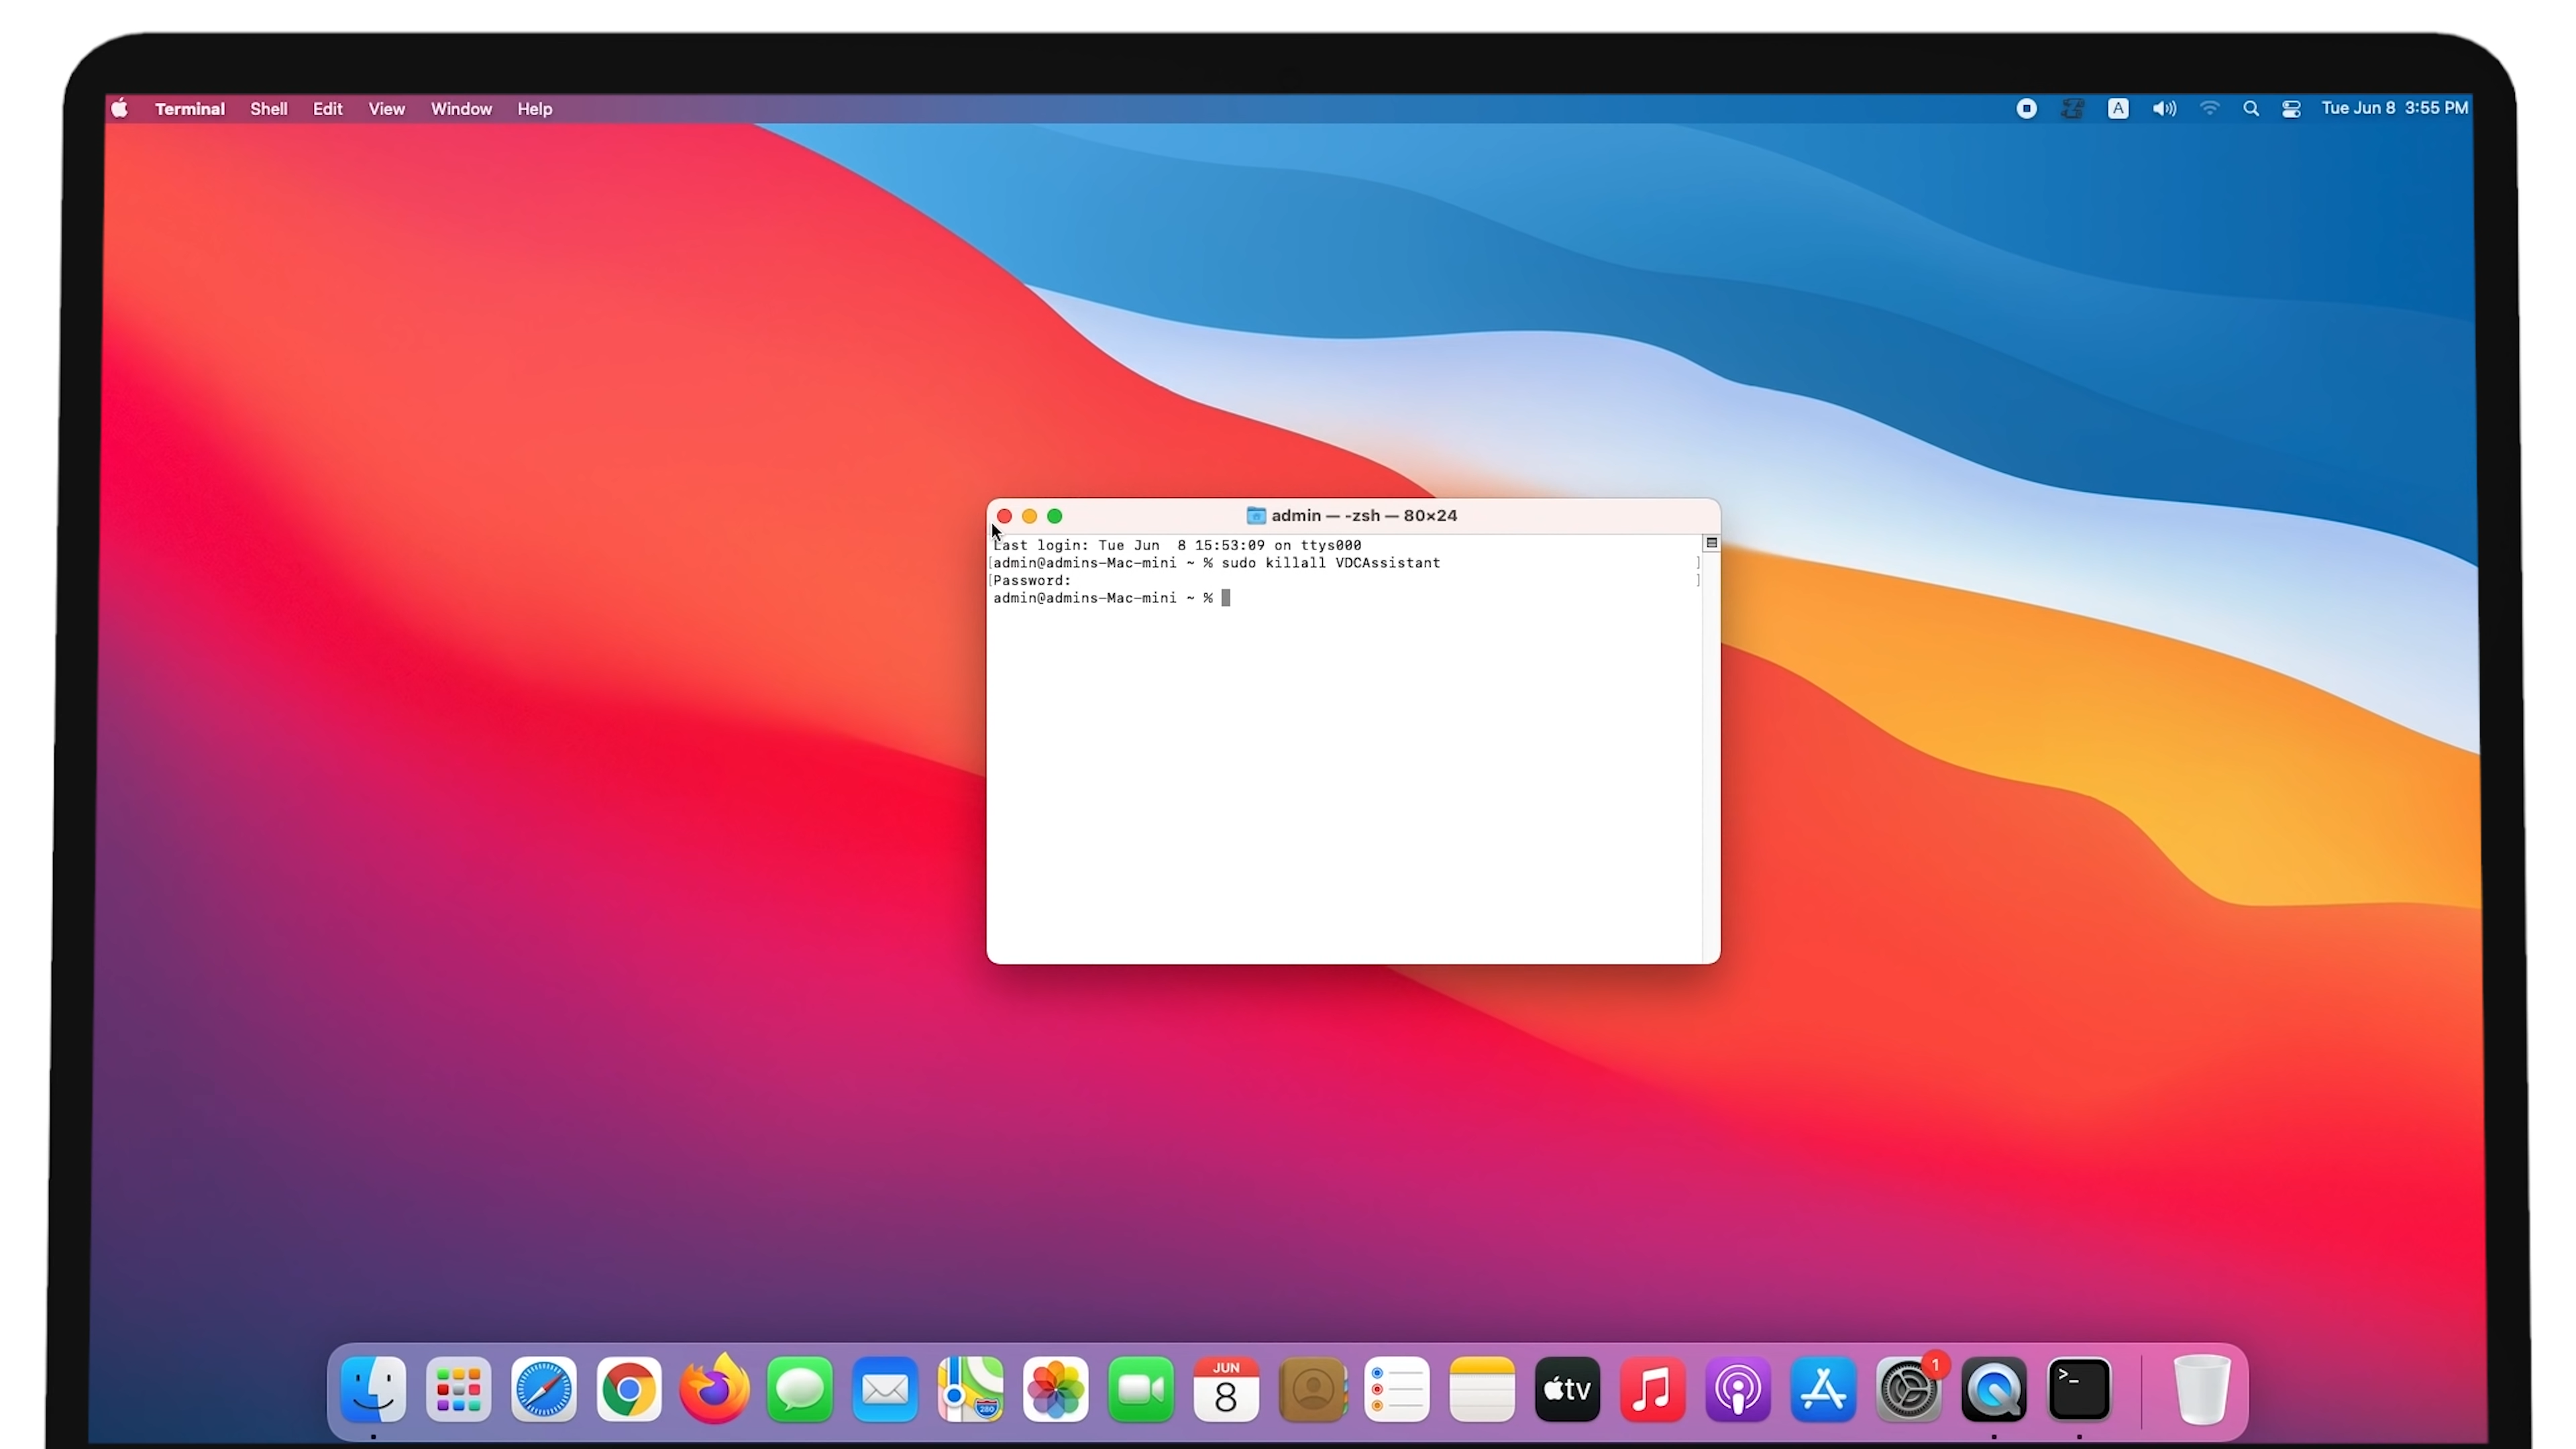 Terminal Shell Edit View Window Help
A
Tue Jun 8 3:55 PM
admin — -zsh — 80×24
Last login: Tue Jun  8 15:53:09 on ttys000
[admin@admins-Mac-mini ~ % sudo killall VDCAssistant ]
[Password: ]
admin@admins-Mac-mini ~ %
280
JUN
8
tv
1
>_